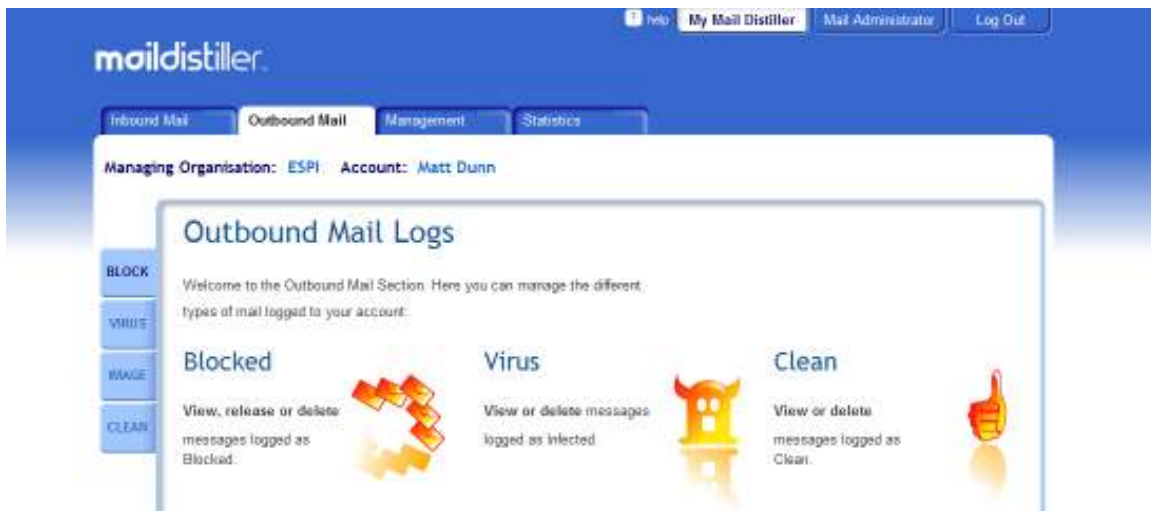 ? help My Mail Distiller Mail Administrator Log Out
maildistiller.
Inbound Mail Outbound Mail Management Statistics
Managing Organisation: ESPI Account: Matt Dunn
Outbound Mail Logs
BLOCK
VIRUS
IMAGE
CLEAN
Welcome to the Outbound Mail Section. Here you can manage the different
types of mail logged to your account:
Blocked
View, release or delete
messages logged as
Blocked.
Virus
View or delete messages
logged as Infected.
Clean
View or delete
messages logged as
Clean.